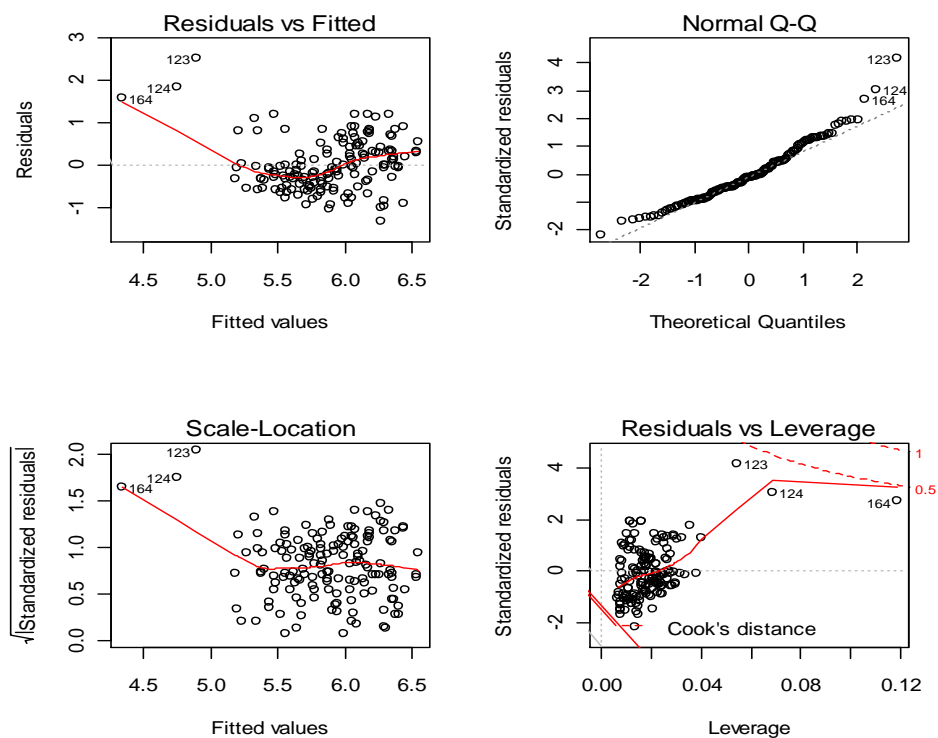 Residuals vs Fitted
Residuals
3
2
1
0
-1
123
124
164
4.5 5.0 5.5 6.0 6.5
Fitted values
Normal Q-Q
Standardized residuals
4
3
2
1
0
-2
123
124
164
-2 -1 0 1 2
Theoretical Quantiles
Scale-Location
√|Standardized residuals|
2.0
1.5
1.0
0.5
0.0
123
124
164
4.5 5.0 5.5 6.0 6.5
Fitted values
Residuals vs Leverage
Standardized residuals
4
2
0
-2
123
124
164
1
0.5
Cook's distance
0.00 0.04 0.08 0.12
Leverage